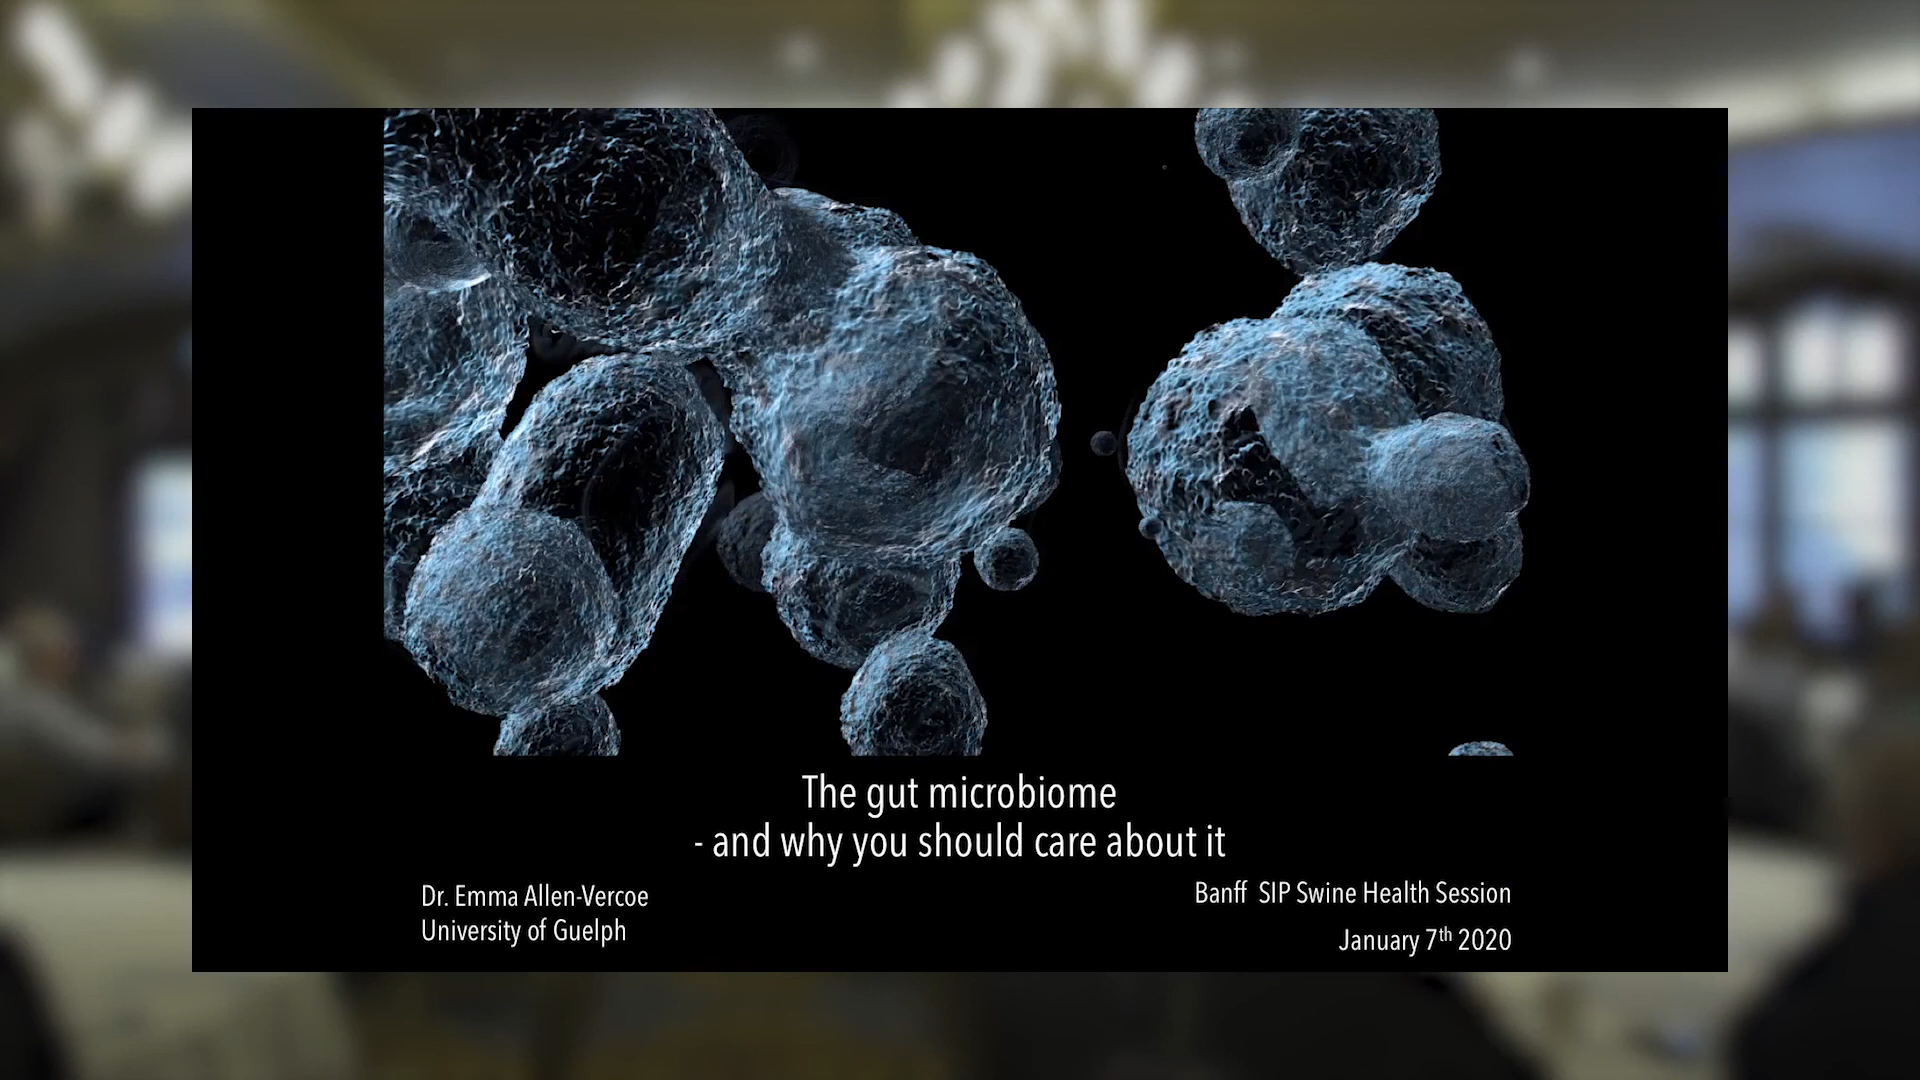 The gut microbiome
- and why you should care about it
Dr. Emma Allen-Vercoe
University of Guelph
Banff SIP Swine Health Session
January 7th 2020